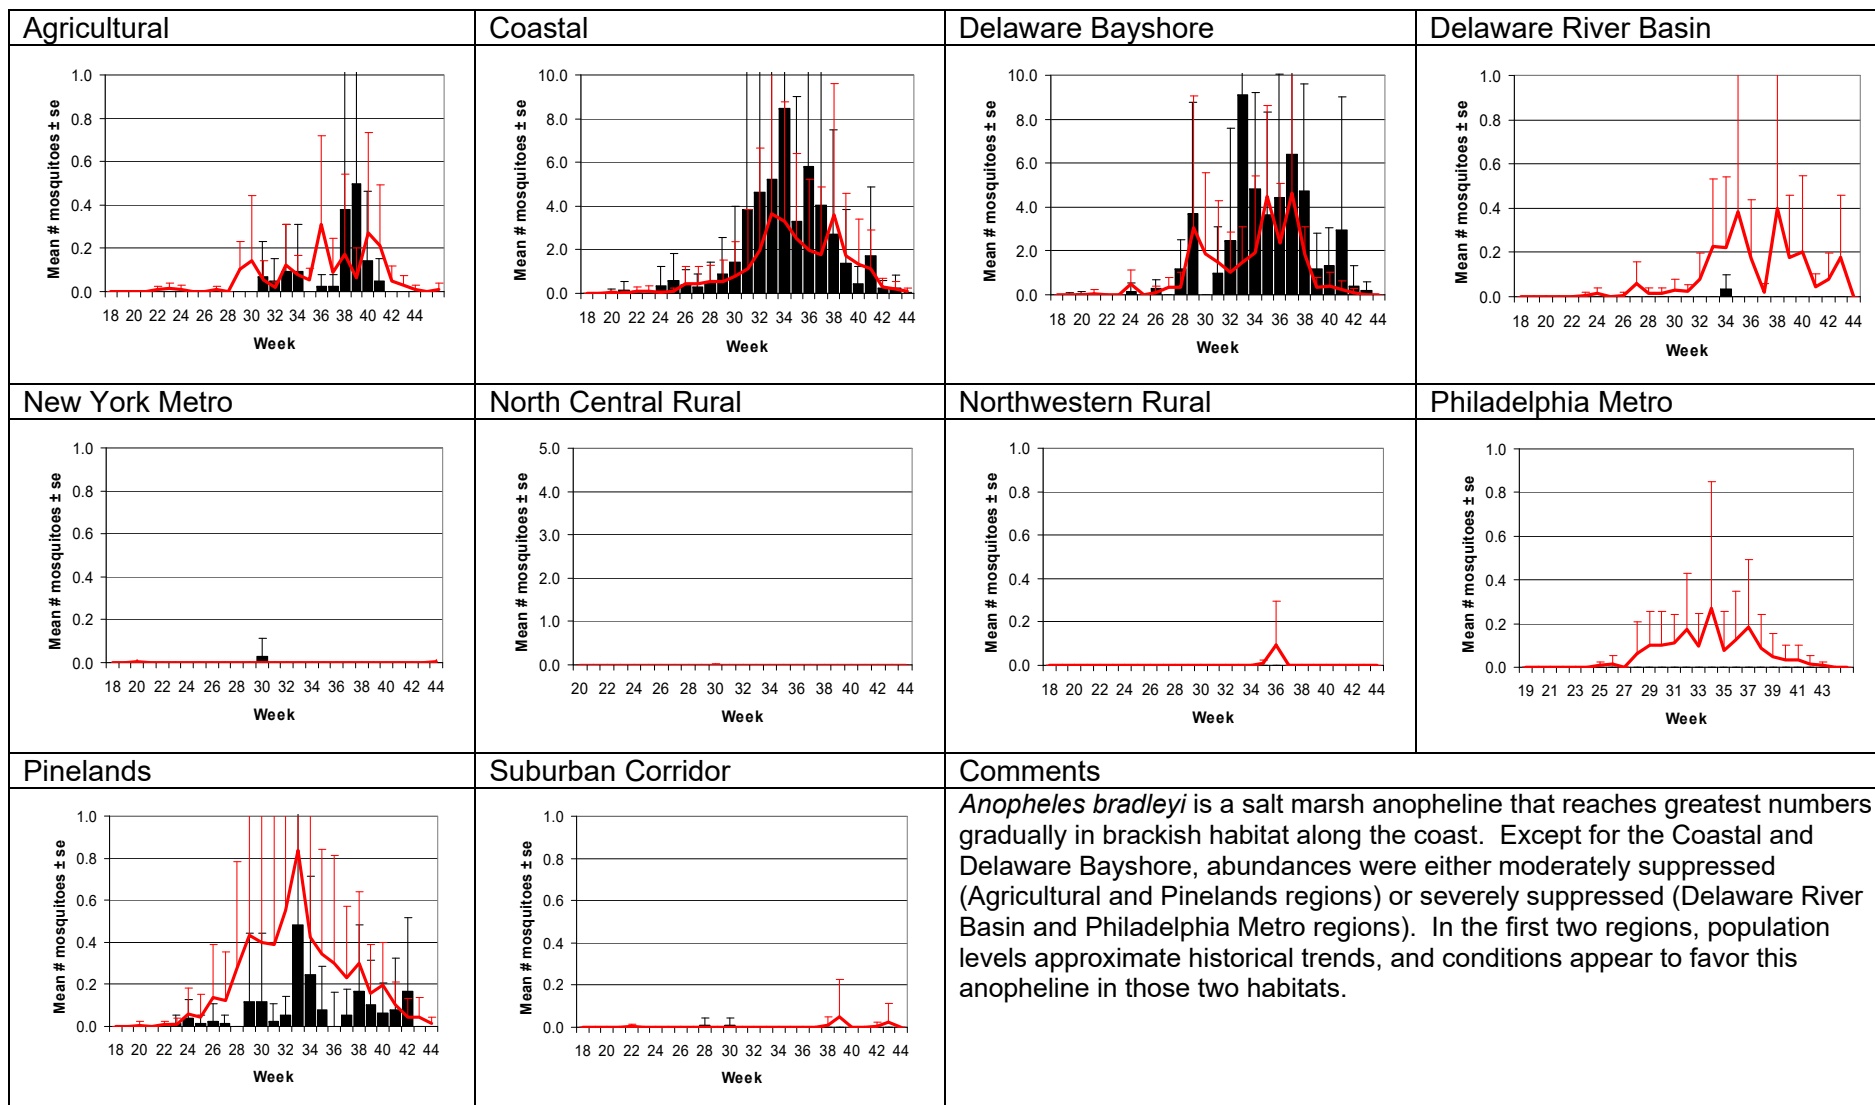 Agricultural
Mean # mosquitoes ± se
1.0
0.8
0.6
0.4
0.2
0.0
18 20 22 24 26 28 30 32 34 36 38 40 42 44
Week
Coastal
Mean # mosquitoes ± se
10.0
8.0
6.0
4.0
2.0
0.0
18 20 22 24 26 28 30 32 34 36 38 40 42 44
Week
Delaware Bayshore
Mean # mosquitoes ± se
10.0
8.0
6.0
4.0
2.0
0.0
18 20 22 24 26 28 30 32 34 36 38 40 42 44
Week
Delaware River Basin
Mean # mosquitoes ± se
1.0
0.8
0.6
0.4
0.2
0.0
18 20 22 24 26 28 30 32 34 36 38 40 42 44
Week
New York Metro
Mean # mosquitoes ± se
1.0
0.8
0.6
0.4
0.2
0.0
18 20 22 24 26 28 30 32 34 36 38 40 42 44
Week
North Central Rural
Mean # mosquitoes ± se
5.0
4.0
3.0
2.0
1.0
0.0
20 22 24 26 28 30 32 34 36 38 40 42 44
Week
Northwestern Rural
Mean # mosquitoes ± se
1.0
0.8
0.6
0.4
0.2
0.0
18 20 22 24 26 28 30 32 34 36 38 40 42 44
Week
Philadelphia Metro
Mean # mosquitoes ± se
1.0
0.8
0.6
0.4
0.2
0.0
19 21 23 25 27 29 31 33 35 37 39 41 43
Week
Pinelands
Mean # mosquitoes ± se
1.0
0.8
0.6
0.4
0.2
0.0
18 20 22 24 26 28 30 32 34 36 38 40 42 44
Week
Suburban Corridor
Mean # mosquitoes ± se
1.0
0.8
0.6
0.4
0.2
0.0
18 20 22 24 26 28 30 32 34 36 38 40 42 44
Week
Comments
Anopheles bradleyi is a salt marsh anopheline that reaches greatest numbers
gradually in brackish habitat along the coast.  Except for the Coastal and
Delaware Bayshore, abundances were either moderately suppressed
(Agricultural and Pinelands regions) or severely suppressed (Delaware River
Basin and Philadelphia Metro regions).  In the first two regions, population
levels approximate historical trends, and conditions appear to favor this
anopheline in those two habitats.